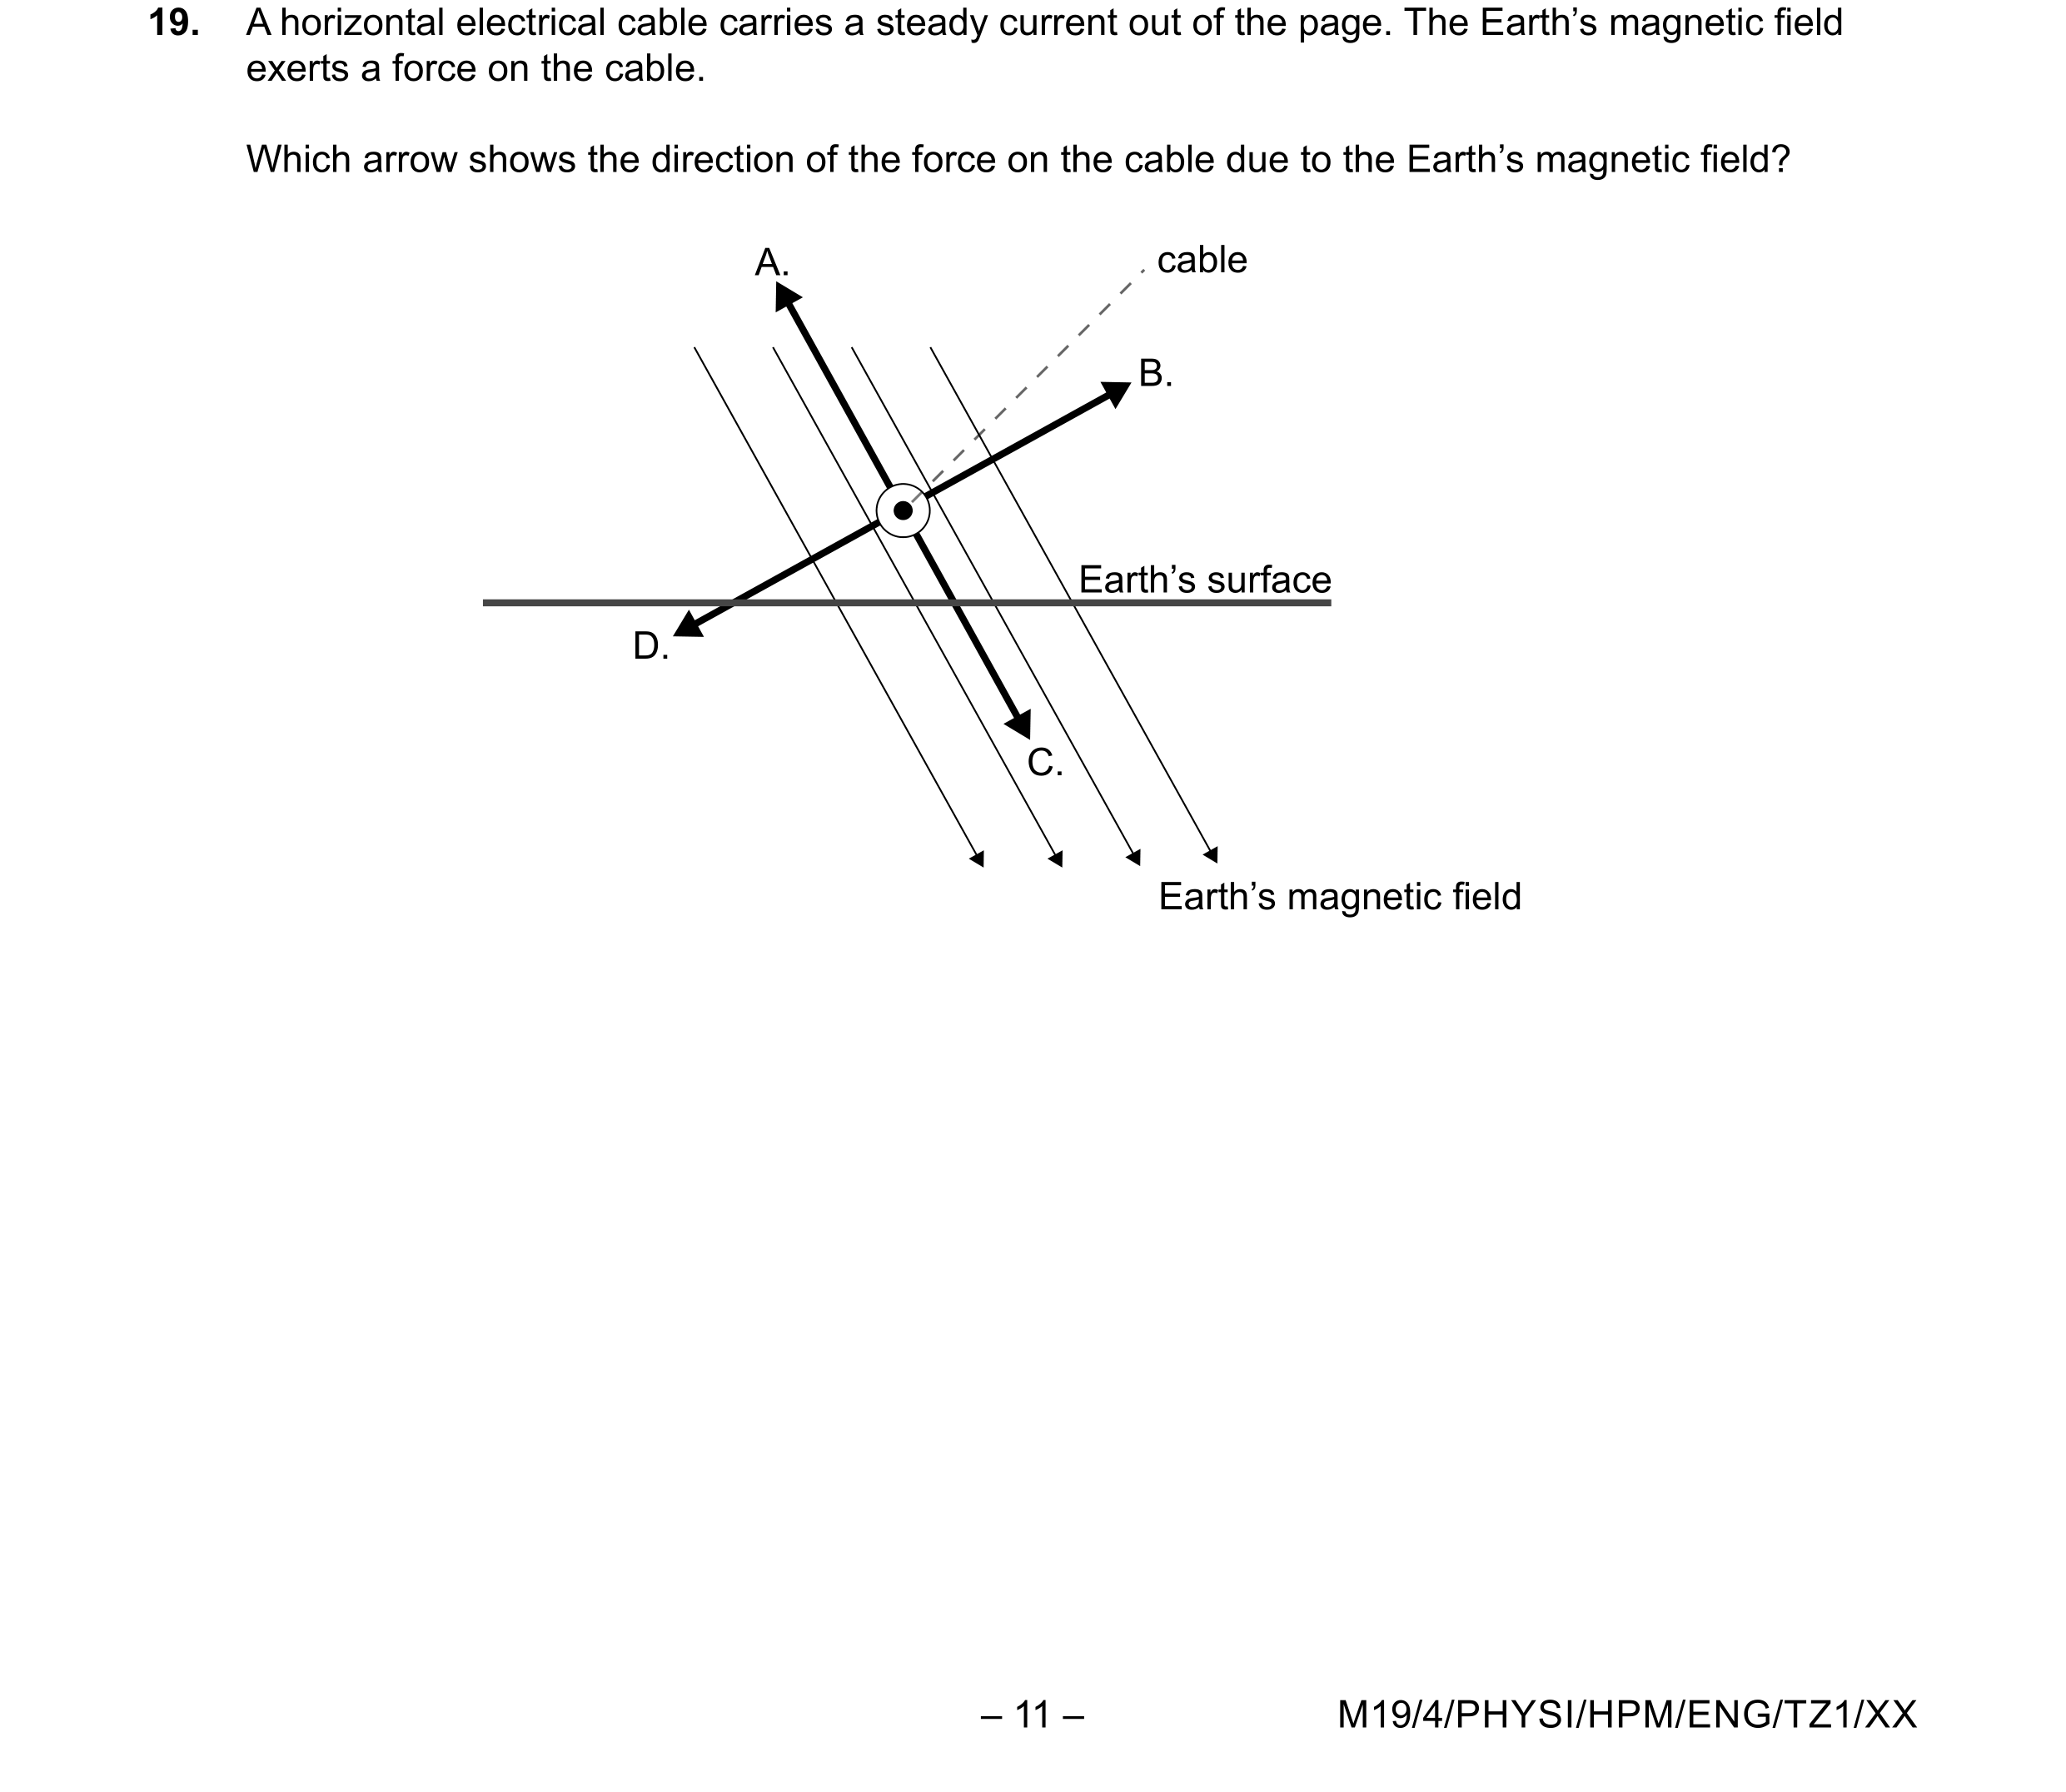 19. A horizontal electrical cable carries a steady current out of the page. The Earth’s magnetic field
exerts a force on the cable.
Which arrow shows the direction of the force on the cable due to the Earth’s magnetic field?
A.
cable
B.
Earth’s surface
D.
C.
Earth’s magnetic field
– 11 –
M19/4/PHYSI/HPM/ENG/TZ1/XX